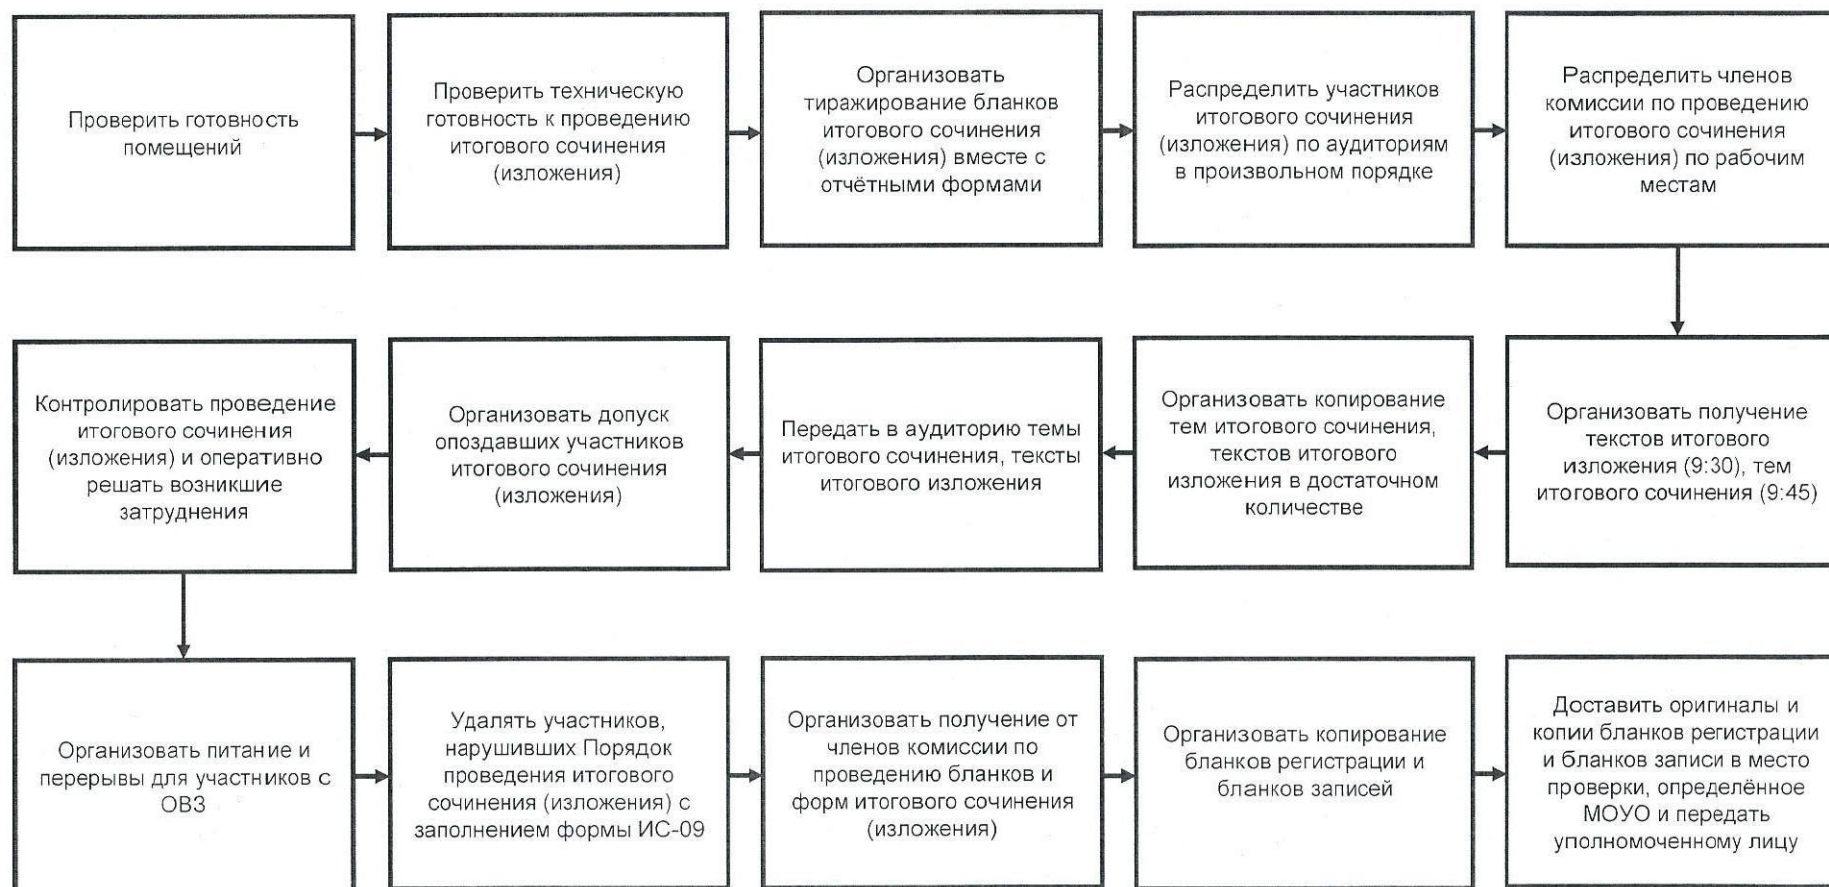 Проверить готовность
помещений
Проверить техническую
готовность к проведению
итогового сочинения
(изложения)
Организовать
тиражирование бланков
итогового сочинения
(изложения) вместе с
отчётными формами
Распределить участников
итогового сочинения
(изложения) по аудиториям
в произвольном порядке
Распределить членов
комиссии по проведению
итогового сочинения
(изложения) по рабочим
местам
Организовать получение
текстов итогового
изложения (9:30), тем
итогового сочинения (9:45)
Организовать копирование
тем итогового сочинения,
текстов итогового
изложения в достаточном
количестве
Передать в аудиторию темы
итогового сочинения, тексты
итогового изложения
Организовать допуск
опоздавших участников
итогового сочинения
(изложения)
Контролировать проведение
итогового сочинения
(изложения) и оперативно
решать возникшие
затруднения
Организовать питание и
перерывы для участников с
ОВЗ
Удалять участников,
нарушивших Порядок
проведения итогового
сочинения (изложения) с
заполнением формы ИС-09
Организовать получение от
членов комиссии по
проведению бланков и
форм итогового сочинения
(изложения)
Организовать копирование
бланков регистрации и
бланков записей
Доставить оригиналы и
копии бланков регистрации
и бланков записи в место
проверки, определённое
МОУО и передать
уполномоченному лицу